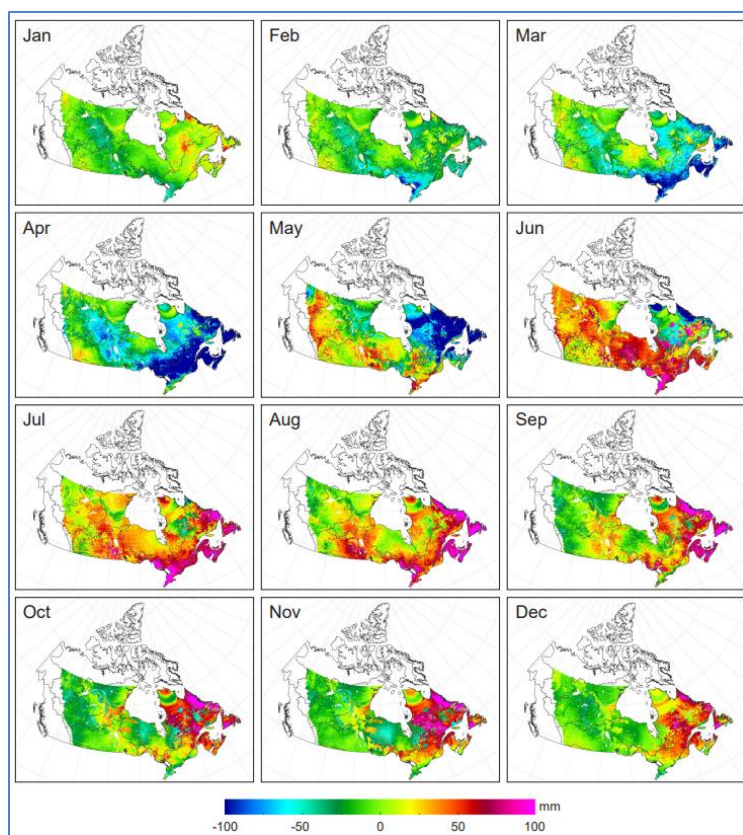 Jan Feb Mar
Apr May Jun
Jul Aug Sep
Oct Nov Dec
mm
-100 -50 0 50 100